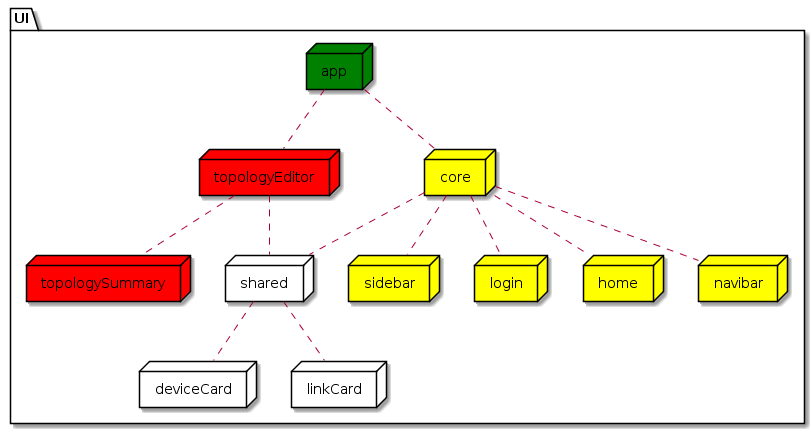 UI
app
topologyEditor
core
topologySummary
shared
sidebar
login
home
navibar
deviceCard
linkCard